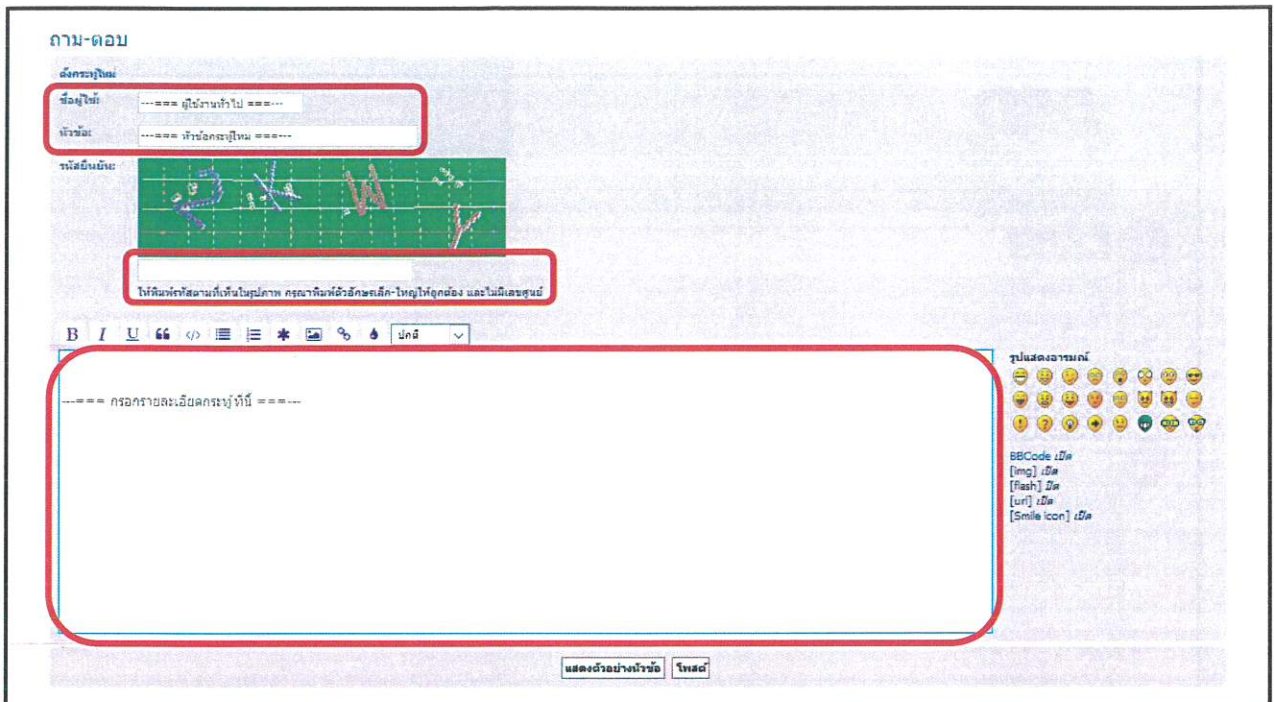 ถาม-ตอบ
ตั้งกระทู้ใหม่
ชื่อผู้ใช้: ---=== ผู้ใช้งานทั่วไป ===---
หัวข้อ: ---=== หัวข้อกระทู้ใหม่ ===---
รหัสยืนยัน:
ให้พิมพ์รหัสตามที่เห็นในรูปภาพ กรุณาพิมพ์ตัวอักษรเล็ก-ใหญ่ให้ถูกต้อง และไม่มีเลขศูนย์
B I U ปกติ
รูปแสดงอารมณ์
---=== กรอกรายละเอียดกระทู้ที่นี้ ===---
BBCode เปิด
[img] เปิด
[flash] ปิด
[url] เปิด
[Smile icon] เปิด
แสดงตัวอย่างหัวข้อ โพสต์